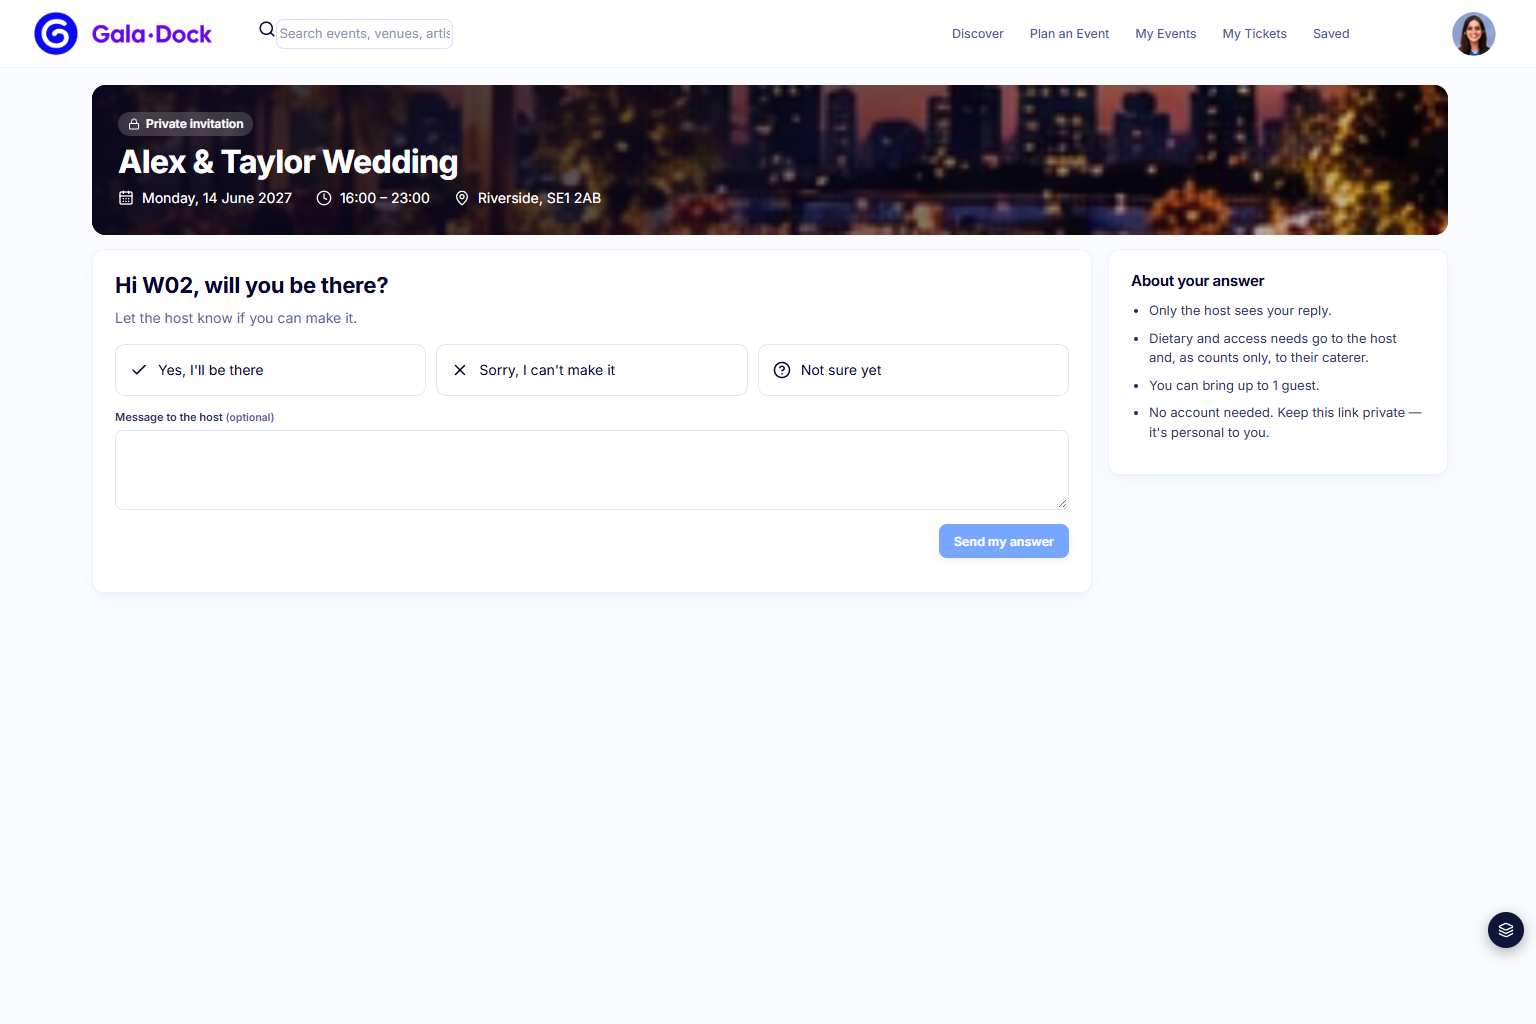 Gala·Dock
Search events, venues, artis
Discover
Plan an Event
My Events
My Tickets
Saved
Private invitation
Alex & Taylor Wedding
Monday, 14 June 2027
16:00 – 23:00
Riverside, SE1 2AB
Hi W02, will you be there?
Let the host know if you can make it.
Yes, I'll be there
Sorry, I can't make it
Not sure yet
Message to the host (optional)
Send my answer
About your answer
Only the host sees your reply.
Dietary and access needs go to the host
and, as counts only, to their caterer.
You can bring up to 1 guest.
No account needed. Keep this link private —
it's personal to you.